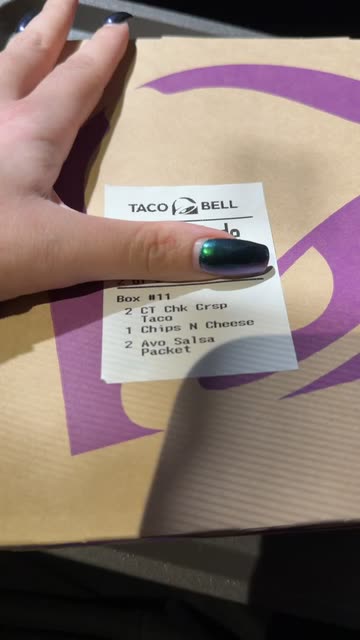 TACO BELL
Box #11
2 CT Chk Crsp
Taco
1 Chips N Cheese
2 Avo Salsa
Packet